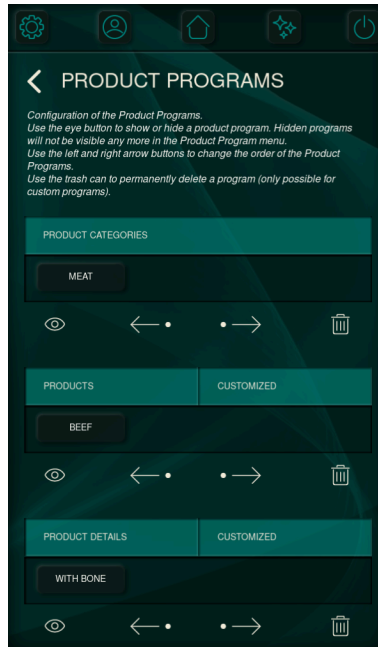 PRODUCT PROGRAMS
Configuration of the Product Programs.
Use the eye button to show or hide a product program. Hidden programs
will not be visible any more in the Product Program menu.
Use the left and right arrow buttons to change the order of the Product
Programs.
Use the trash can to permanently delete a program (only possible for
custom programs).
PRODUCT CATEGORIES
MEAT
PRODUCTS CUSTOMIZED
BEEF
PRODUCT DETAILS CUSTOMIZED
WITH BONE